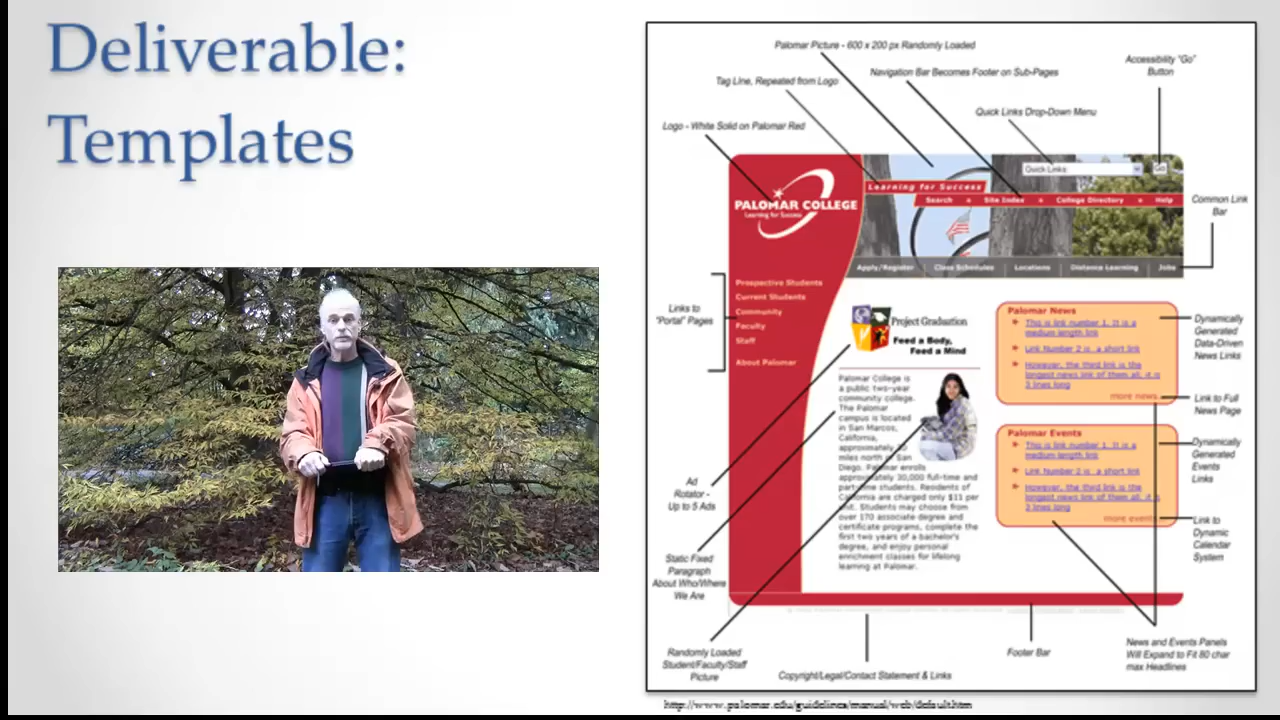 Deliverable:
Templates
Palomar Picture - 600 x 200 px Randomly Loaded
Tag Line, Repeated from Logo
Navigation Bar Becomes Footer on Sub-Pages
Accessibility "Go"
Button
Quick Links Drop-Down Menu
Logo - White Solid on Palomar Red
Quick Links:
Go
Learning for Success
Search
Site Index
College Directory
Help
PALOMAR COLLEGE
Learning for Success
Common Link
Bar
Apply/Register
Class Schedules
Locations
Distance Learning
Jobs
Links to
"Portal" Pages
Prospective Students
Current Students
Community
Faculty
Staff
About Palomar
Project Graduation
Feed a Body,
Feed a Mind
Palomar College is
a public two-year
community college.
The Palomar
campus is located
in San Marcos,
California,
approximately 30
miles north of San
Diego. Palomar enrolls
approximately 30,000 full-time and
part-time students. Residents of
California are charged only $11 per
unit. Students may choose from
over 170 associate degree and
certificate programs, complete the
first two years of a bachelor's
degree, and enjoy personal
enrichment classes for lifelong
learning at Palomar.
Palomar News
This is link number 1. It is a
medium length link
Link Number 2 is a short link
However, the third link is the
longest news link of them all, it is
3 lines long
more news
Palomar Events
This is link number 1. It is a
medium length link
Link Number 2 is a short link
However, the third link is the
longest news link of them all, it is
3 lines long
more events
Dynamically
Generated
Data-Driven
News Links
Link to Full
News Page
Dynamically
Generated
Events
Links
Link to
Dynamic
Calendar
System
Ad
Rotator -
Up to 5 Ads
Static Fixed
Paragraph
About Who/Where
We Are
Randomly Loaded
Student/Faculty/Staff
Picture
Copyright/Legal/Contact Statement & Links
Footer Bar
News and Events Panels
Will Expand to Fit 80 char
max Headlines
http://www.palomar.edu/guidelines/manual/web/default.htm